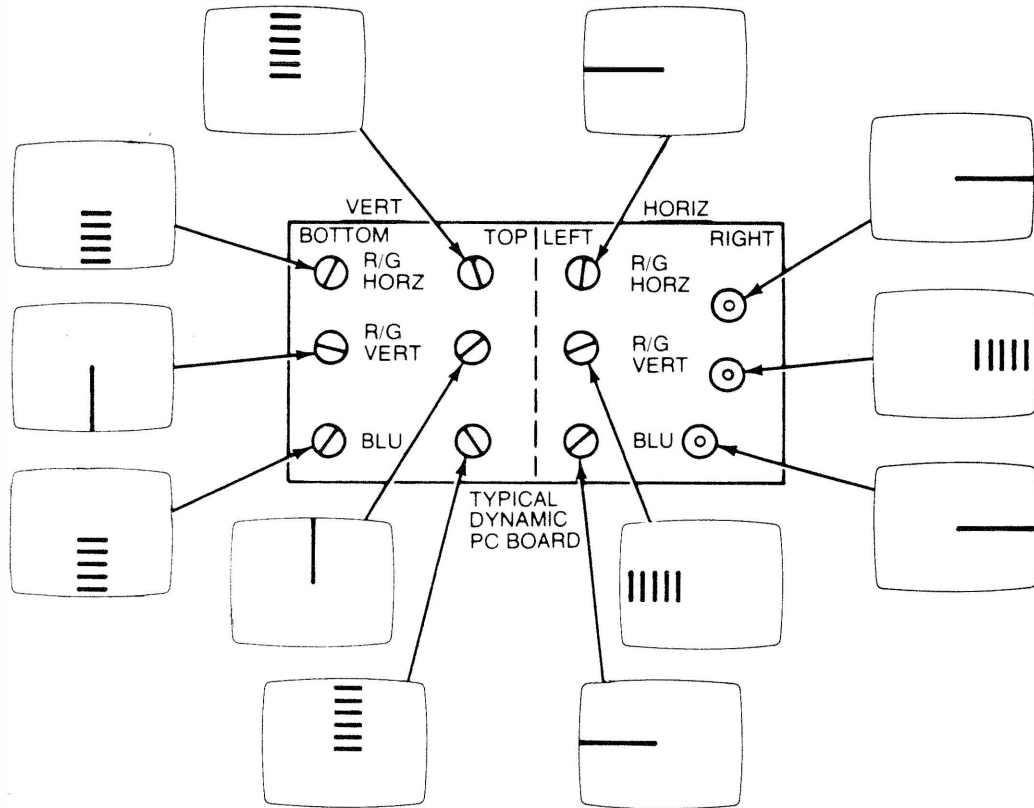 VERT
HORIZ
BOTTOM
TOP
LEFT
RIGHT
R/G
HORZ
R/G
HORZ
R/G
VERT
R/G
VERT
BLU
BLU
TYPICAL
DYNAMIC
PC BOARD